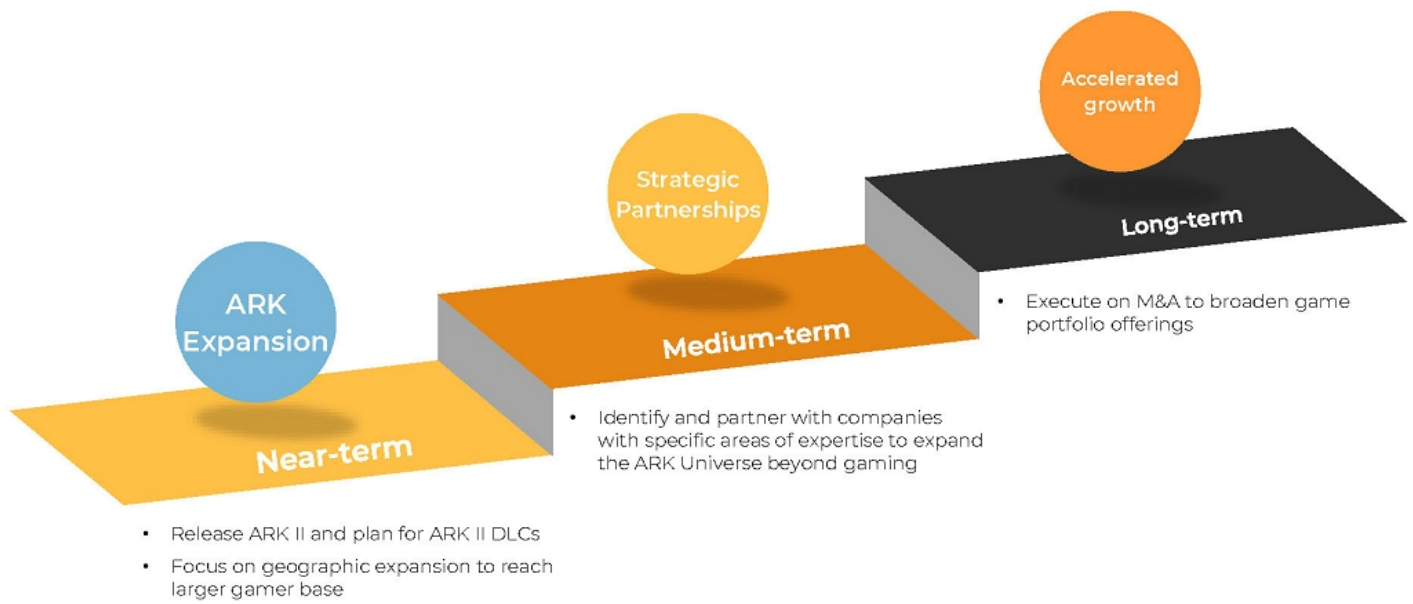 ARK
Expansion
Near-term
• Release ARK II and plan for ARK II DLCs
• Focus on geographic expansion to reach
larger gamer base
Strategic
Partnerships
Medium-term
• Identify and partner with companies
with specific areas of expertise to expand
the ARK Universe beyond gaming
Accelerated
growth
Long-term
• Execute on M&A to broaden game
portfolio offerings